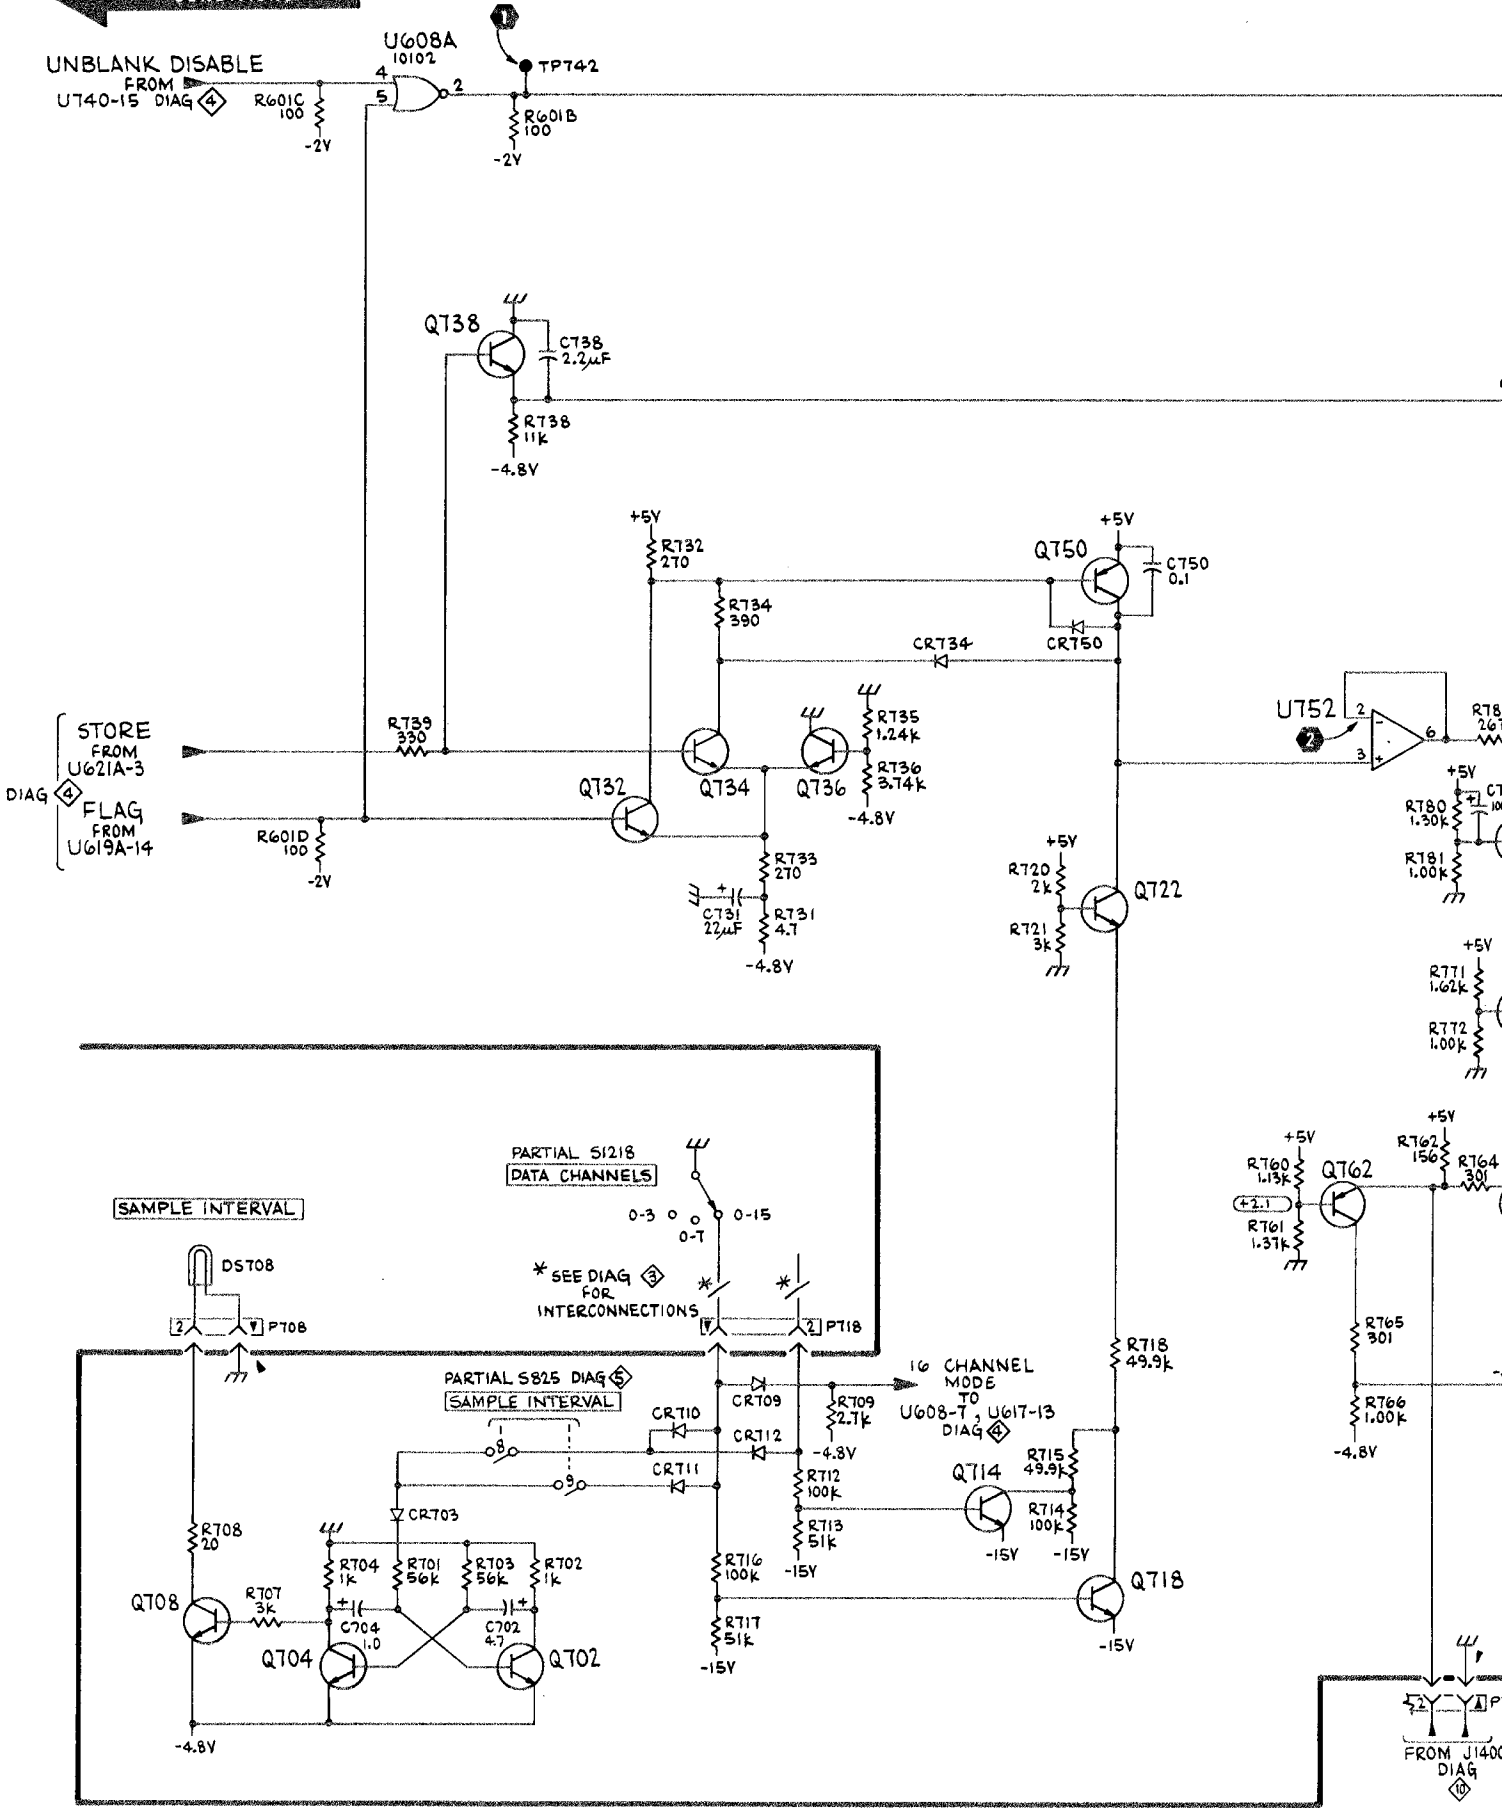 1
U608A
10102
TP742
UNBLANK DISABLE
FROM
U740-15 DIAG 4
4
5
2
R601C
100
-2V
R601B
100
-2V
Q738
C738
2.2µF
R738
11k
-4.8V
+5V
R732
270
+5V
Q750
C750
0.1
R734
390
CR750
CR734
STORE
FROM
U621A-3
DIAG 4
FLAG
FROM
U619A-14
R739
330
R735
1.24k
R736
3.74k
-4.8V
Q732
Q734
Q736
R601D
100
-2V
R733
270
+
C731
22µF
R731
4.7
-4.8V
U752
2
2
-
3
+
6
R78
267
+5V
R780
1.30k
+
R781
1.00k
+5V
R720
2k
R721
3k
Q722
+5V
R771
1.62k
R772
1.00k
PARTIAL S1218
DATA CHANNELS
0-3
0-7
0-15
SAMPLE INTERVAL
DS708
* SEE DIAG 3
FOR
INTERCONNECTIONS
*
*
2
P708
2
P718
+5V
R760
1.13k
+2.1
R761
1.37k
Q762
+5V
R762
156
R764
301
R765
301
R766
1.00k
-4.8V
R718
49.9k
PARTIAL S825 DIAG 5
SAMPLE INTERVAL
8
9
CR710
CR712
CR711
CR709
R709
2.7k
-4.8V
16 CHANNEL
MODE
TO
U608-7, U617-13
DIAG 4
R712
100k
R713
51k
-15V
Q714
-15V
R715
49.9k
R714
100k
-15V
CR703
R708
20
R704
1k
R701
56k
R703
56k
R702
1k
R716
100k
R717
51k
-15V
Q718
-15V
Q708
R707
3K
+
C704
1.0
+
C702
4.7
Q704
Q702
-4.8V
2
P
FROM J1400
DIAG
10